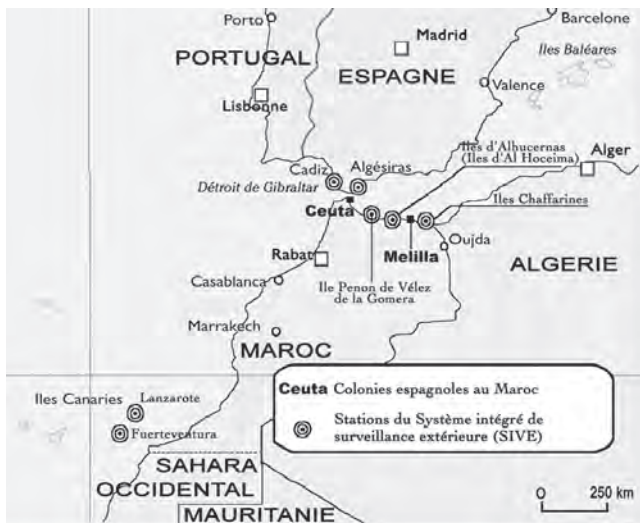 Porto
Barcelone
Madrid
PORTUGAL
Iles Baléares
ESPAGNE
Valence
Lisbonne
Iles d'Alhucernas
(Iles d'Al Hoceima)
Alger
Cadiz
Algésiras
Détroit de Gibraltar
Iles Chaffarines
Ceuta
Melilla
Oujda
Rabat
ALGERIE
Casablanca
Ile Penon de Vélez
de la Gomera
Marrakech
MAROC
Ceuta Colonies espagnoles au Maroc
Iles Canaries
Lanzarote
Stations du Système intégré de
surveillance extérieure (SIVE)
Fuerteventura
SAHARA
OCCIDENTAL
MAURITANIE
0 250 km